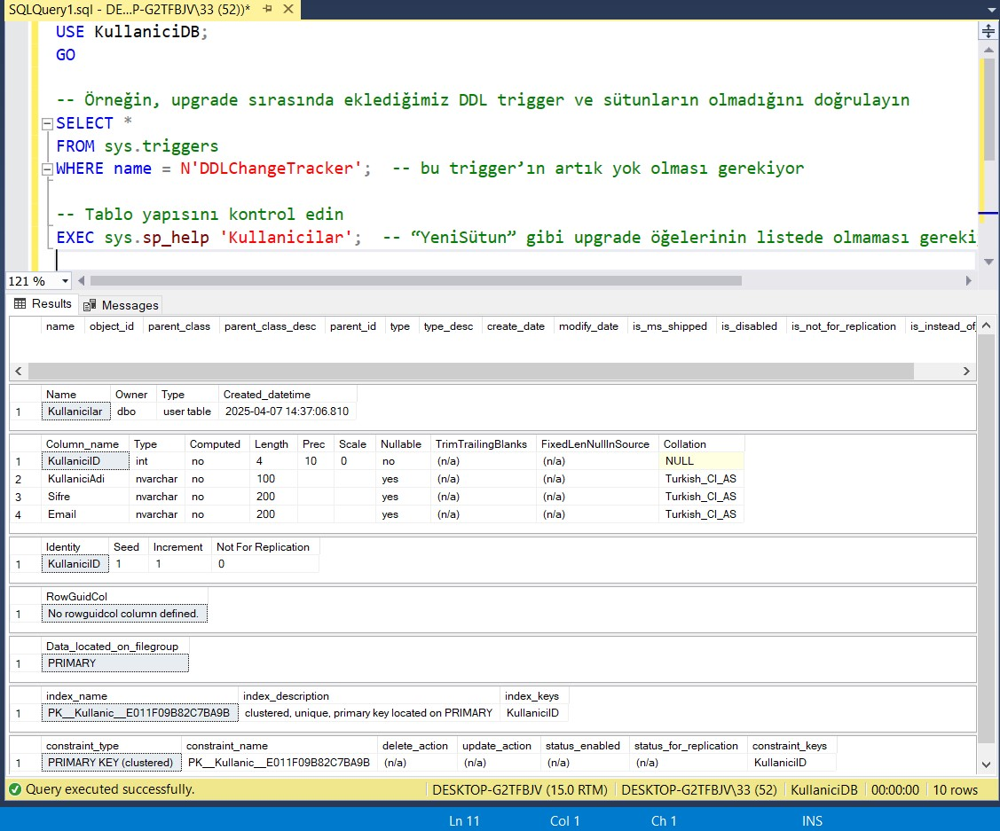 SQLQuery1.sql - DE...P-G2TFBJV\33 (52))*
USE KullaniciDB;
GO
-- Örneğin, upgrade sırasında eklediğimiz DDL trigger ve sütunların olmadığını doğrulayın
SELECT *
FROM sys.triggers
WHERE name = N'DDLChangeTracker';  -- bu trigger’ın artık yok olması gerekiyor
-- Tablo yapısını kontrol edin
EXEC sys.sp_help 'Kullanicilar';  -- “YeniSütun” gibi upgrade öğelerinin listede olmaması gereki
121 %
Results Messages
name object_id parent_class parent_class_desc parent_id type type_desc create_date modify_date is_ms_shipped is_disabled is_not_for_replication is_instead_of
Name Owner Type Created_datetime
1 Kullanicilar dbo user table 2025-04-07 14:37:06.810
Column_name Type Computed Length Prec Scale Nullable TrimTrailingBlanks FixedLenNullInSource Collation
1 KullaniciID int no 4 10 0 no (n/a) (n/a) NULL
2 KullaniciAdi nvarchar no 100 yes (n/a) (n/a) Turkish_CI_AS
3 Sifre nvarchar no 200 yes (n/a) (n/a) Turkish_CI_AS
4 Email nvarchar no 200 yes (n/a) (n/a) Turkish_CI_AS
Identity Seed Increment Not For Replication
1 KullaniciID 1 1 0
RowGuidCol
1 No rowguidcol column defined.
Data_located_on_filegroup
1 PRIMARY
index_name index_description index_keys
1 PK__Kullanic__E011F09B82C7BA9B clustered, unique, primary key located on PRIMARY KullaniciID
constraint_type constraint_name delete_action update_action status_enabled status_for_replication constraint_keys
1 PRIMARY KEY (clustered) PK__Kullanic__E011F09B82C7BA9B (n/a) (n/a) (n/a) (n/a) KullaniciID
Query executed successfully. DESKTOP-G2TFBJV (15.0 RTM) DESKTOP-G2TFBJV\33 (52) KullaniciDB 00:00:00 10 rows
Ln 11 Col 1 Ch 1 INS